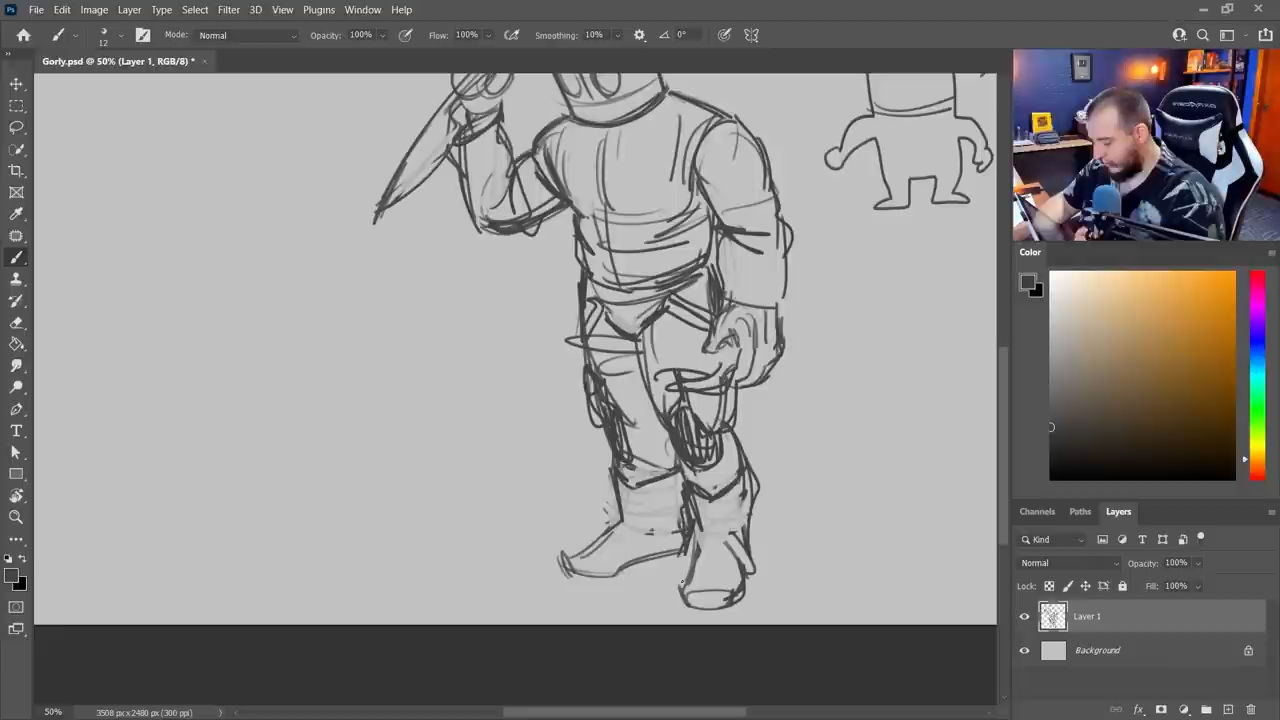 File Edit Image Layer Type Select Filter 3D View Plugins Window Help
12 Mode: Normal Opacity: 100% Flow: 100% Smoothing: 10% 0°
Gorly.psd @ 50% (Layer 1, RGB/8) *
Color
Channels Paths Layers
Kind
Normal Opacity: 100%
Lock: Fill: 100%
Layer 1
Background
50% 3508 px x 2480 px (300 ppi)